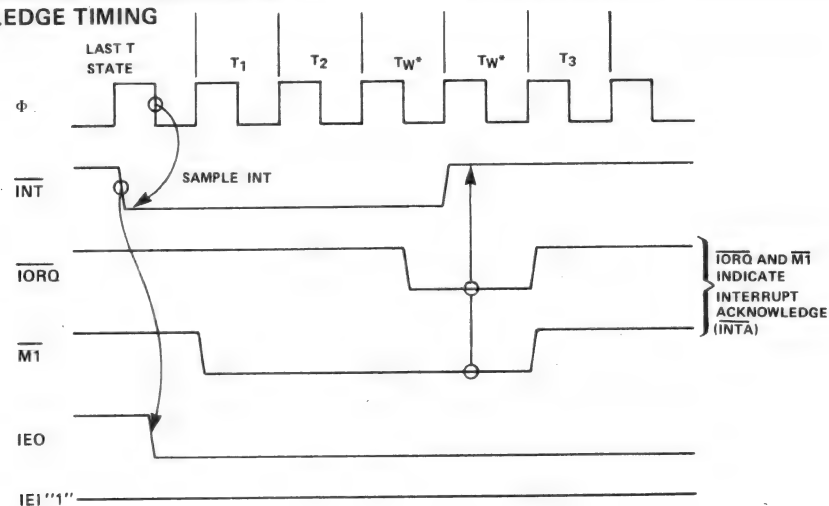 LEDGE TIMING
LAST T
STATE
T1
T2
TW*
TW*
T3
Φ
INT
SAMPLE INT
IORQ
IORQ AND M1
INDICATE
INTERRUPT
ACKNOWLEDGE
(INTA)
M1
IEO
IEI "1"